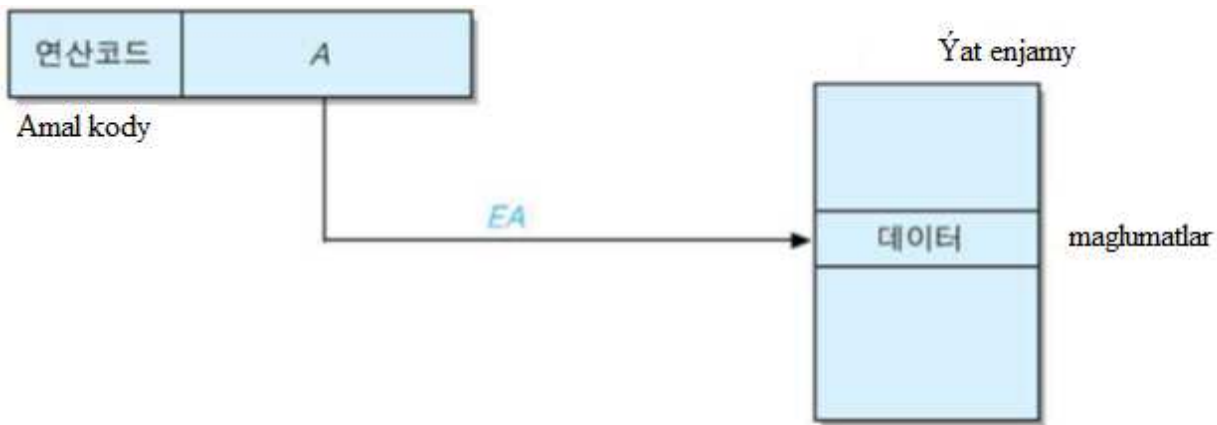 연산코드 A
Ýat enjamy
Amal kody
EA
데이터 maglumatlar